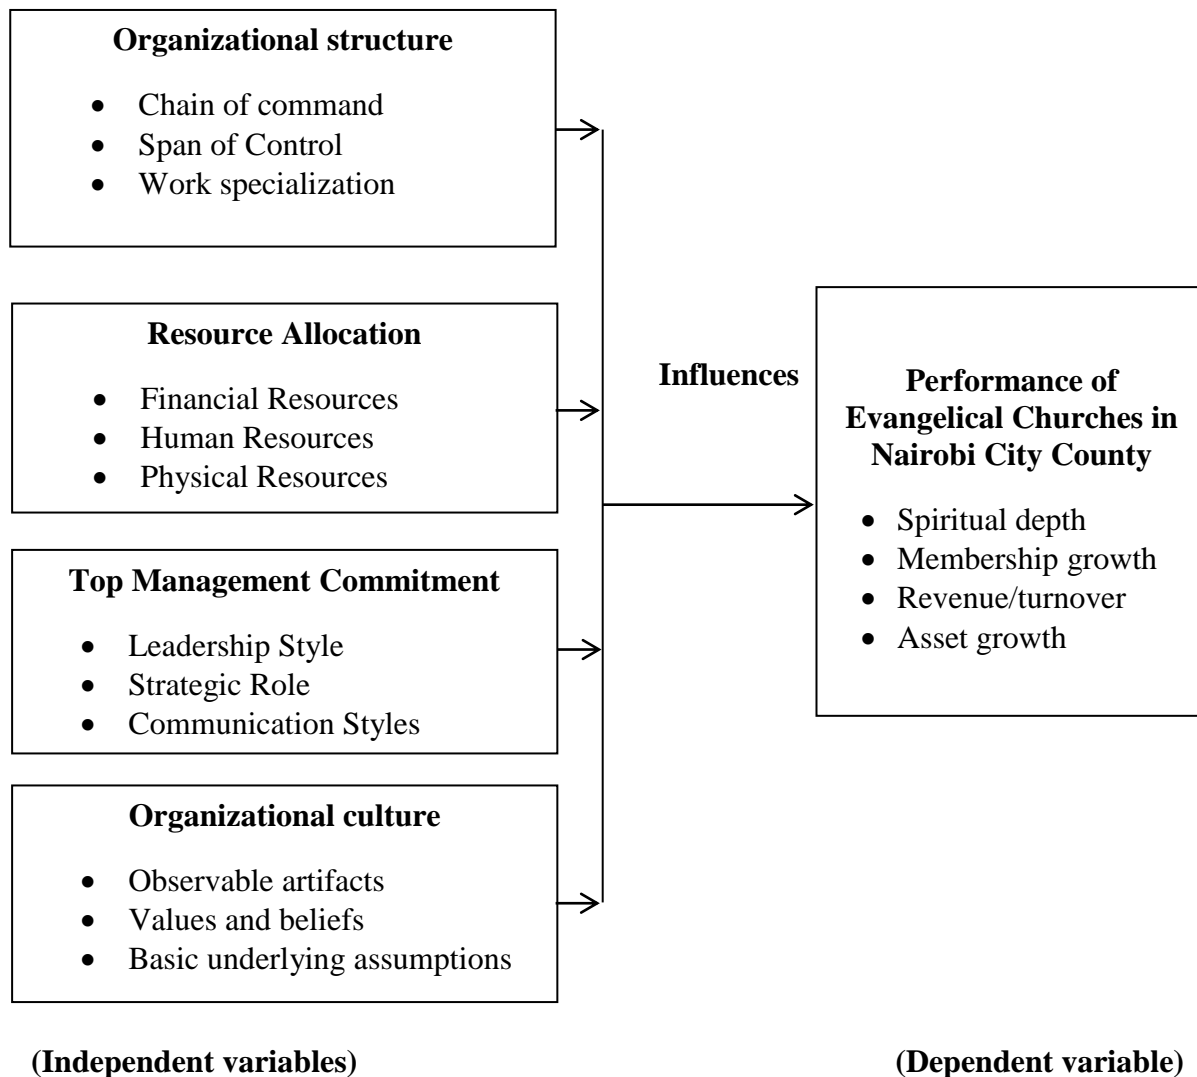 Organizational structure
• Chain of command
• Span of Control
• Work specialization
Resource Allocation
• Financial Resources
• Human Resources
• Physical Resources
Top Management Commitment
• Leadership Style
• Strategic Role
• Communication Styles
Organizational culture
• Observable artifacts
• Values and beliefs
• Basic underlying assumptions
(Independent variables)
Influences
Performance of
Evangelical Churches in
Nairobi City County
• Spiritual depth
• Membership growth
• Revenue/turnover
• Asset growth
(Dependent variable)